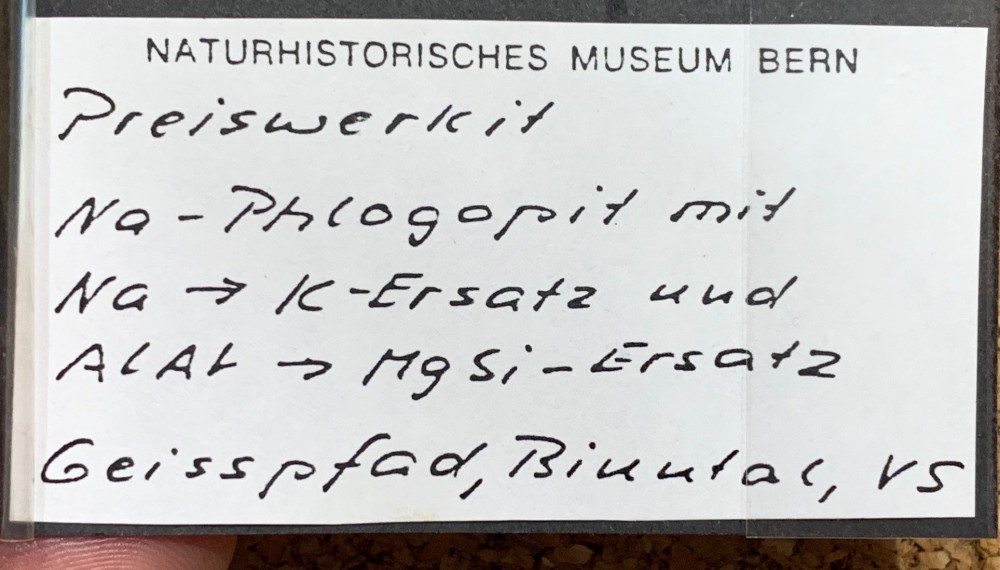 NATURHISTORISCHES MUSEUM BERN
Preiswerkit
Na-Phlogopit mit
Na → K-Ersatz und
AlAl → MgSi-Ersatz
Geisspfad, Binntal, VS